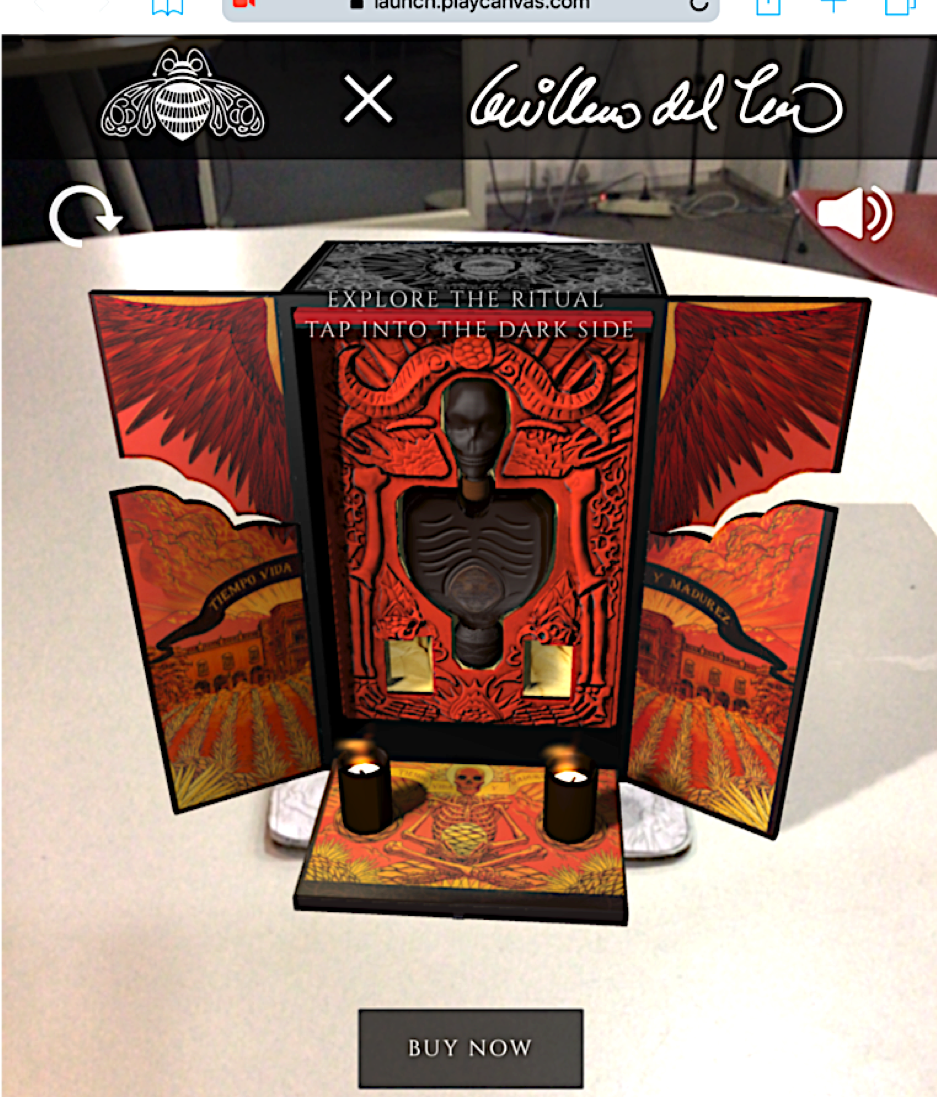 launch.playcanvas.com
Guillermo del Toro
PATRÓN
EXPLORE THE RITUAL
TAP INTO THE DARK SIDE
TIEMPO VIDA
Y MADUREZ
BUY NOW